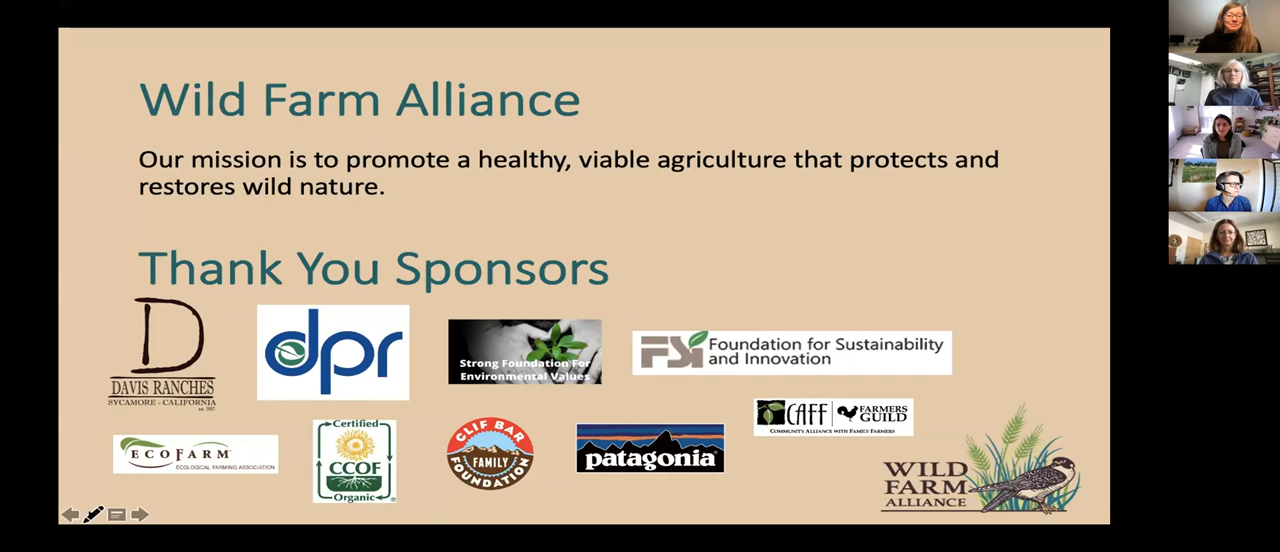 Wild Farm Alliance
Our mission is to promote a healthy, viable agriculture that protects and
restores wild nature.
Thank You Sponsors
D
DAVIS RANCHES
SYCAMORE - CALIFORNIA
dpr
Strong Foundation For
Environmental Values
FSI
Foundation for Sustainability
and Innovation
ECOFARM
ECOLOGICAL FARMING ASSOCIATION
Certified
CCOF
Organic
CLIF BAR
FAMILY
FOUNDATION
patagonia
CAFF
FARMERS
GUILD
COMMUNITY ALLIANCE WITH FAMILY FARMERS
WILD
FARM
ALLIANCE